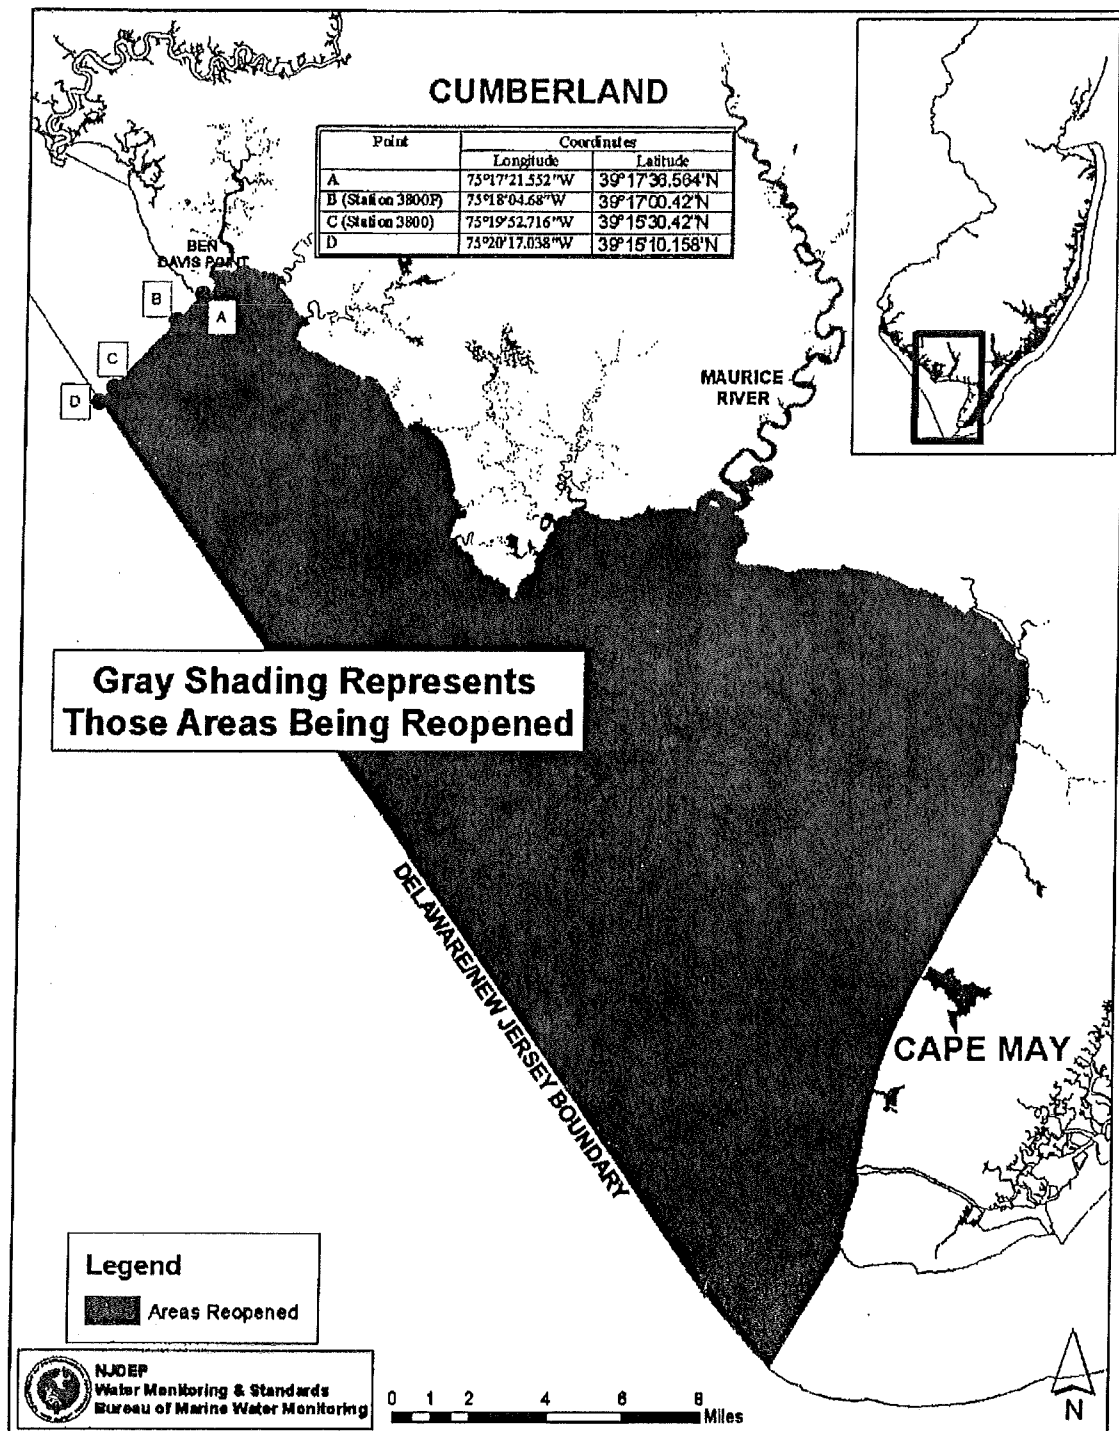 CUMBERLAND
Point Coordinates
Longitude Latitude
A 75°17'21.552"W 39°17'36.564'N
B (Station 3800P) 75°18'04.68"W 39°17'00.42'N
C (Station 3800) 75°19'52.716"W 39°15'30.42'N
D 75°20'17.038"W 39°15'10.158'N
BEN
DAVIS POINT
B
A
C
D
MAURICE
RIVER
Gray Shading Represents
Those Areas Being Reopened
DELAWARE/NEW JERSEY BOUNDARY
CAPE MAY
Legend
Areas Reopened
NJDEP
Water Monitoring & Standards
Bureau of Marine Water Monitoring
0 1 2 4 6 8
Miles
N